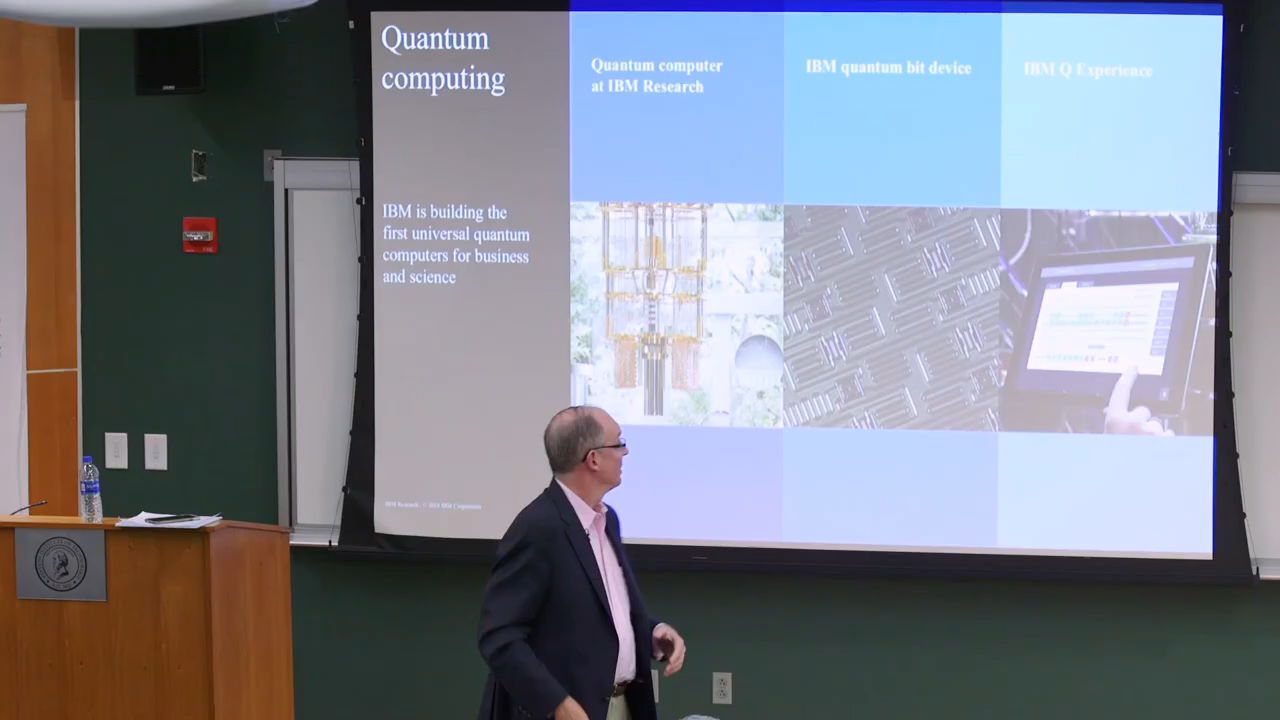 Quantum
computing
IBM is building the
first universal quantum
computers for business
and science
Quantum computer
at IBM Research
IBM quantum bit device
IBM Q Experience